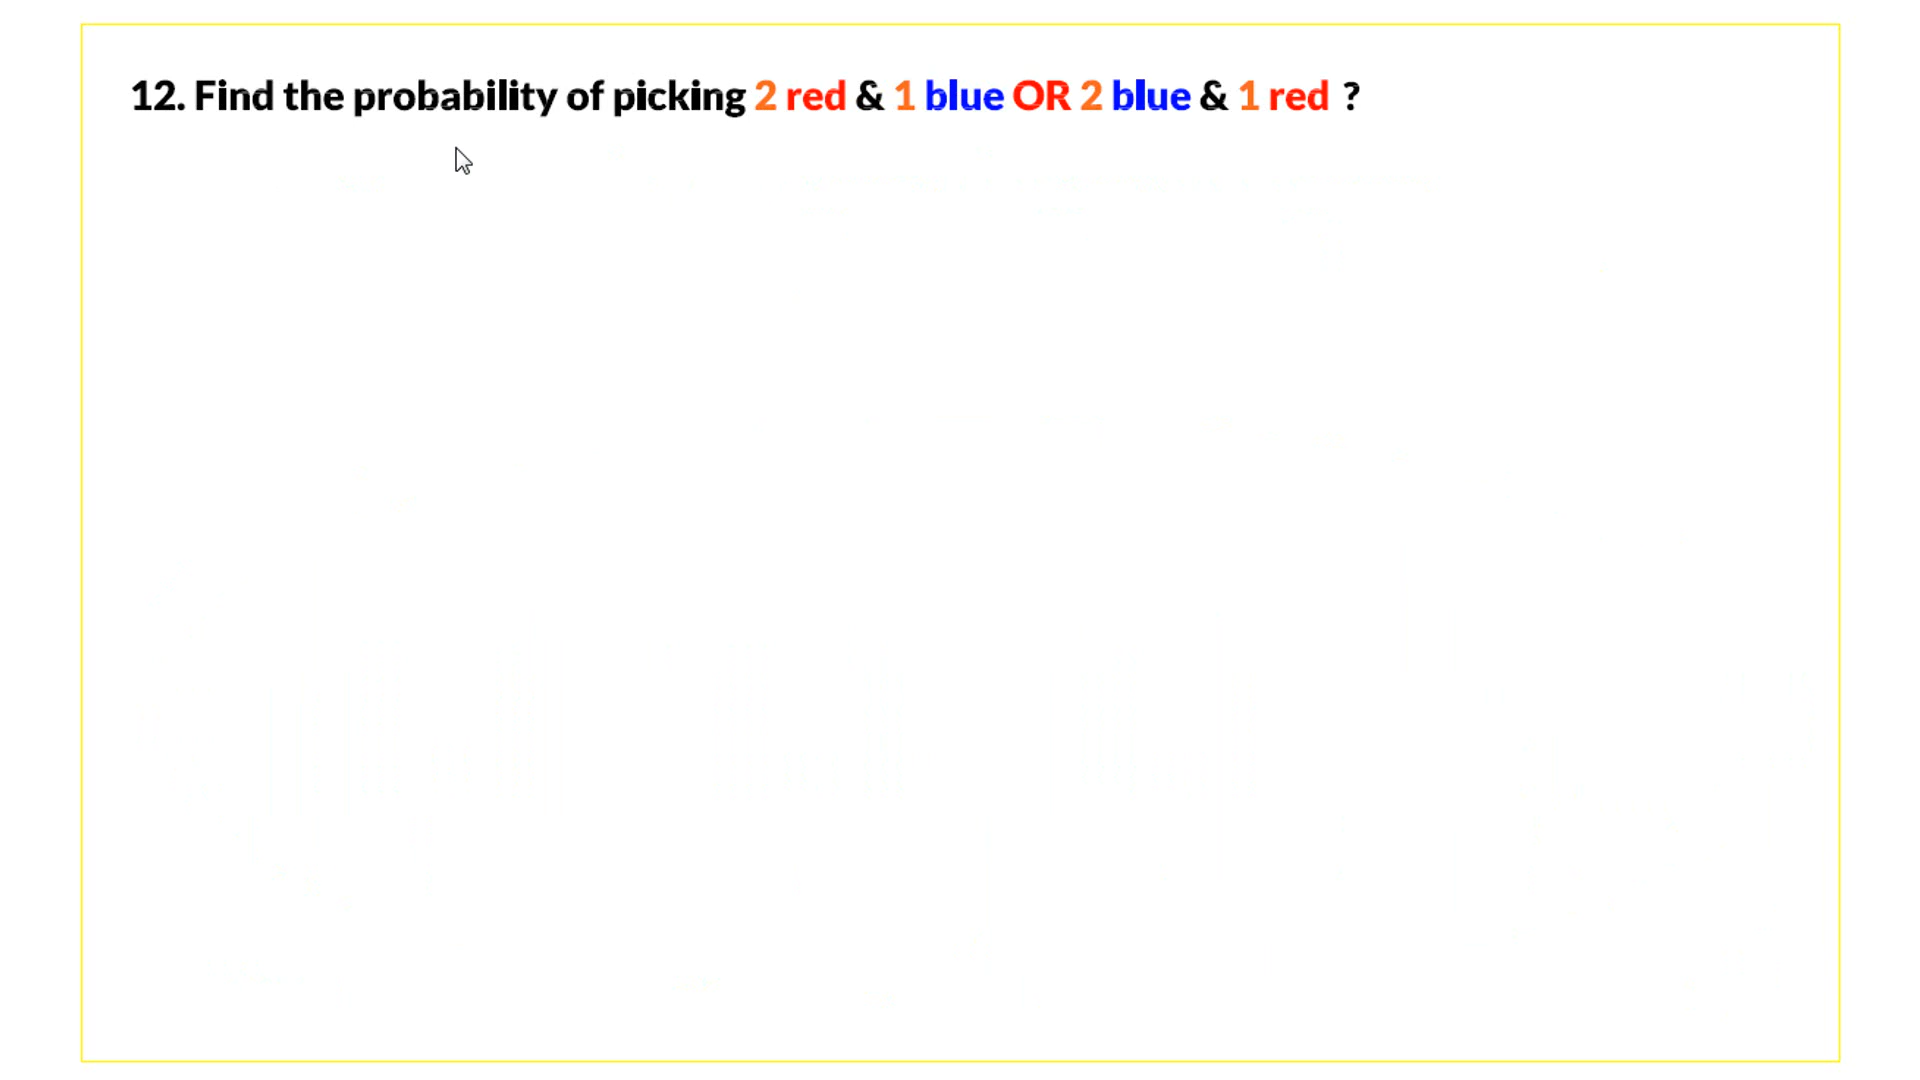 12. Find the probability of picking 2 red & 1 blue OR 2 blue & 1 red ?